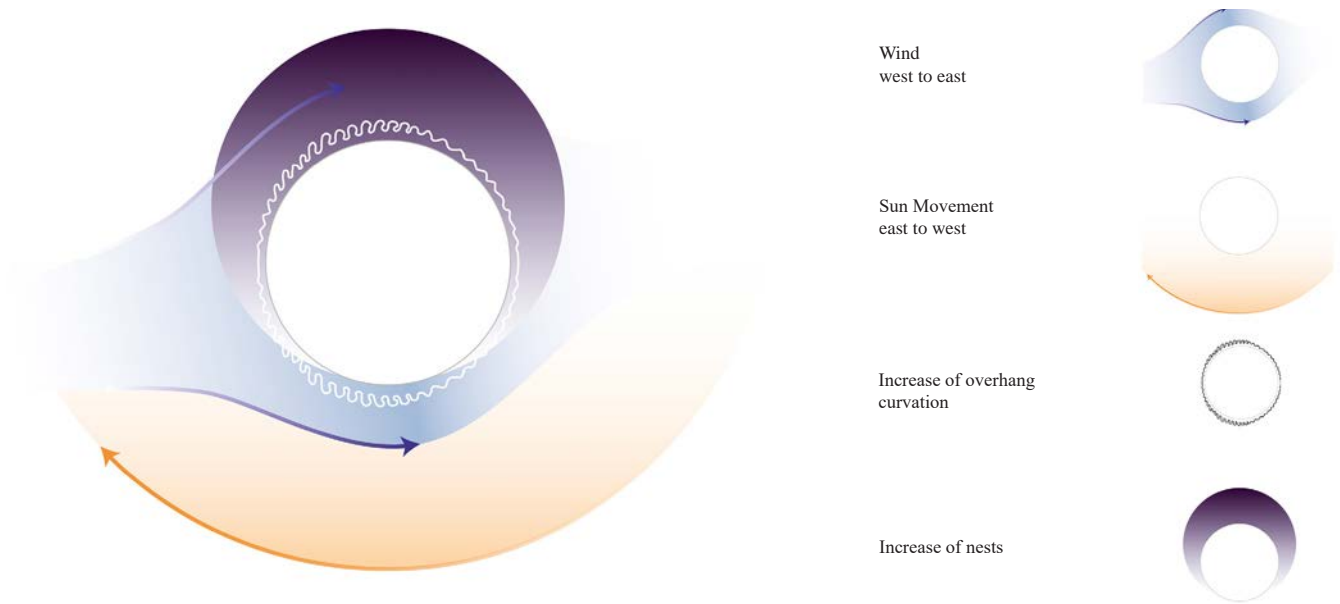 Wind
west to east
Sun Movement
east to west
Increase of overhang
curvation
Increase of nests